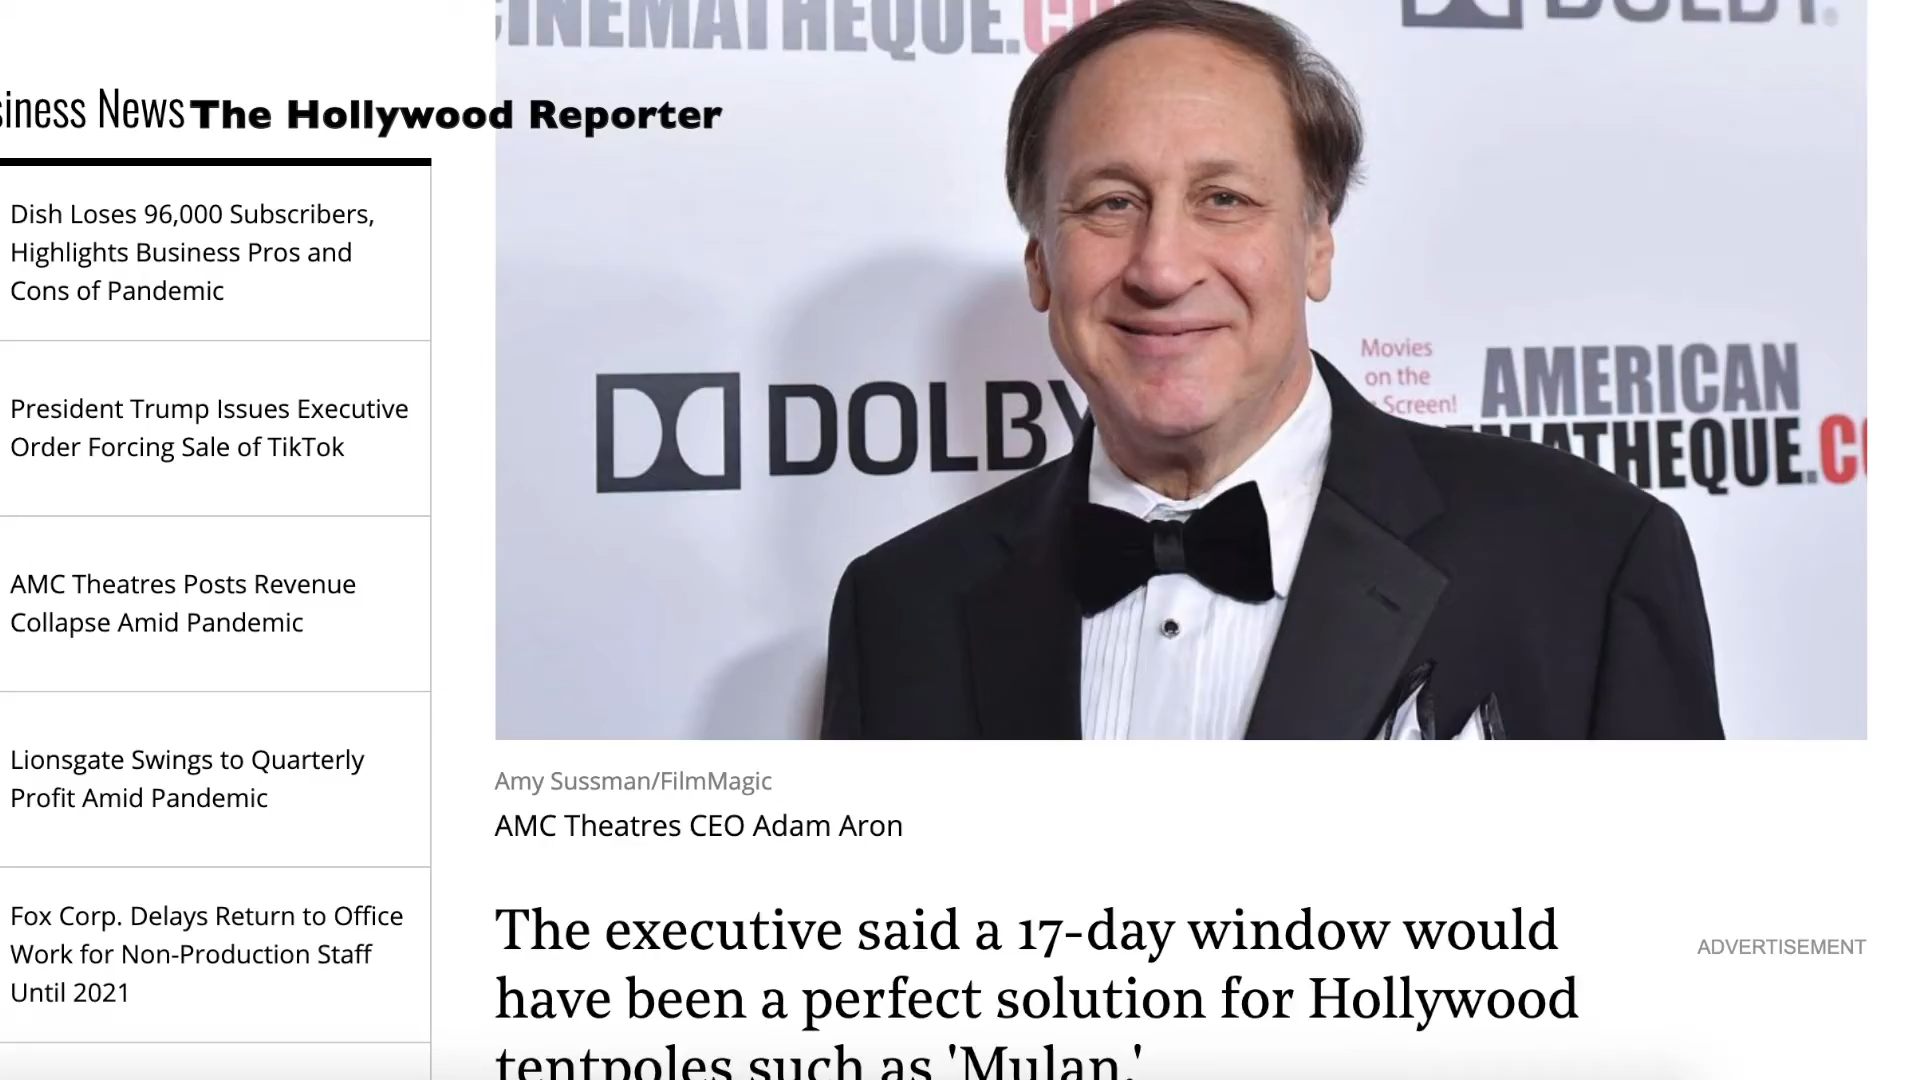 CINEMATHEQUE.CO
DOLBY.
siness News The Hollywood Reporter
Dish Loses 96,000 Subscribers,
Highlights Business Pros and
Cons of Pandemic
President Trump Issues Executive
Order Forcing Sale of TikTok
AMC Theatres Posts Revenue
Collapse Amid Pandemic
Lionsgate Swings to Quarterly
Profit Amid Pandemic
Fox Corp. Delays Return to Office
Work for Non-Production Staff
Until 2021
DOLBY
Movies
on the
Screen!
AMERICAN
MATHEQUE.CO
Amy Sussman/FilmMagic
AMC Theatres CEO Adam Aron
The executive said a 17-day window would
have been a perfect solution for Hollywood
tentpoles such as 'Mulan.'
ADVERTISEMENT